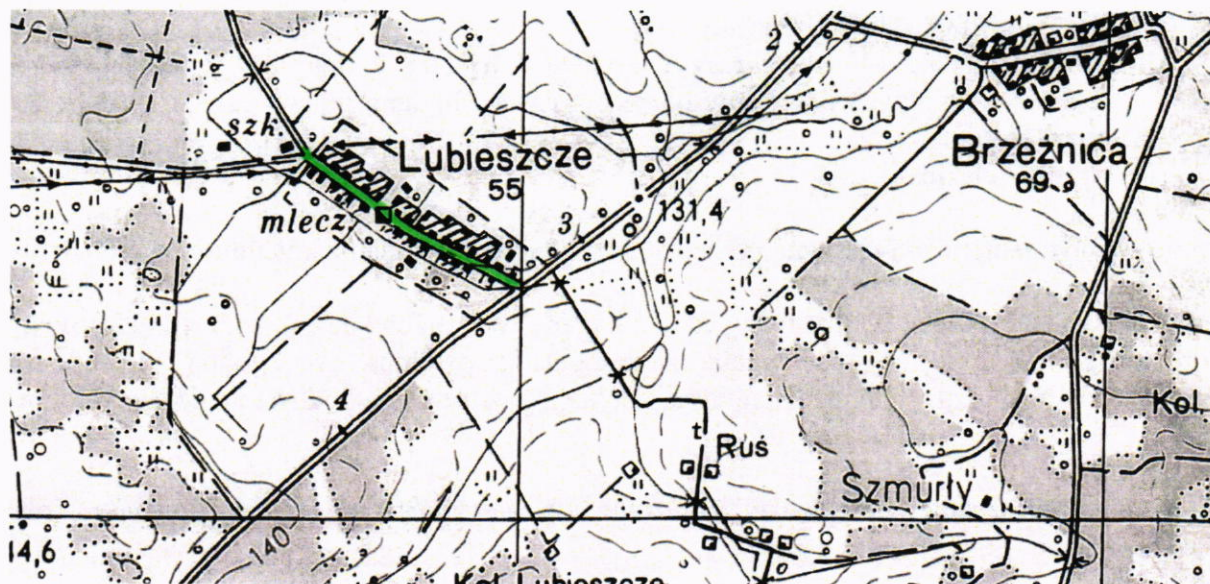 2
szk.
Lubieszcze
55
Brzeźnica
69
mlecz.
3
131,4
4
Kol.
t
Ruś
Szmurły
14,6
140
Kol. Lubieszcze